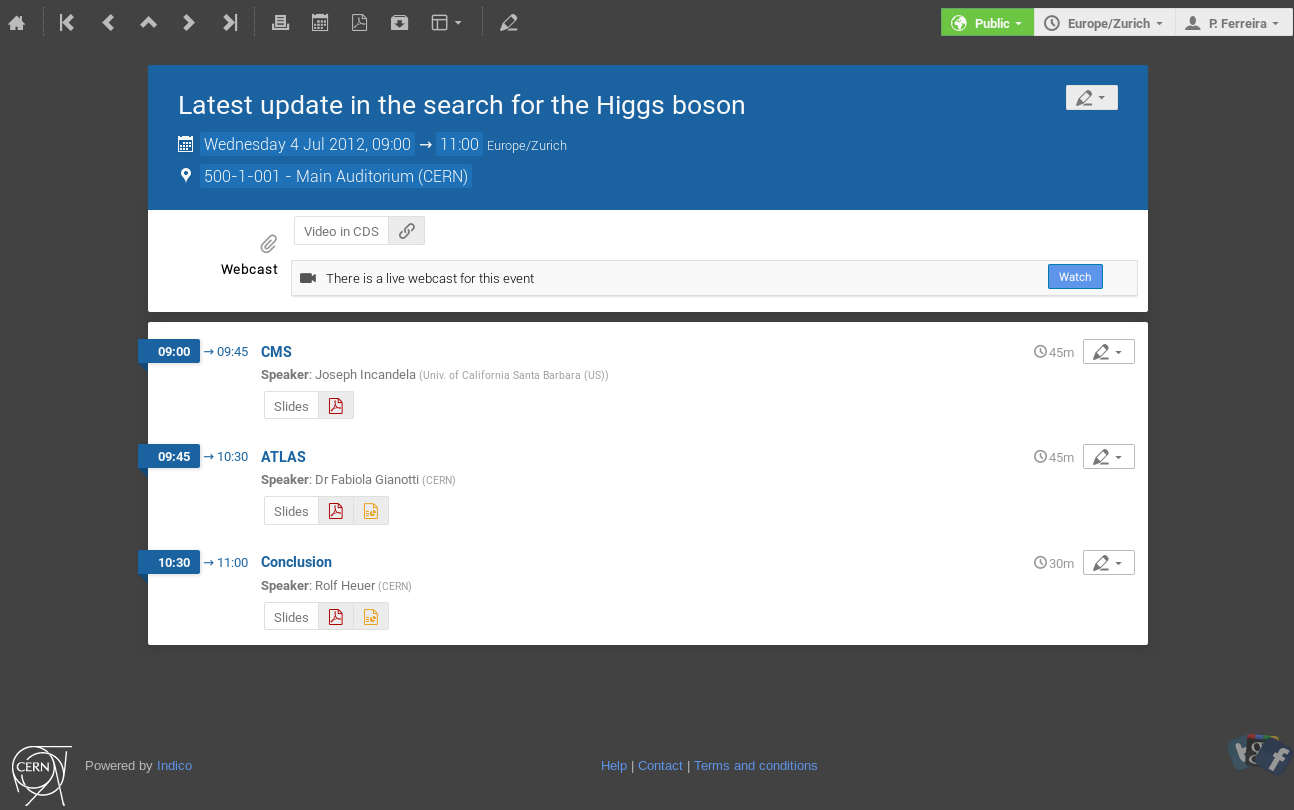 Public
Europe/Zurich
P. Ferreira
Latest update in the search for the Higgs boson
Wednesday 4 Jul 2012, 09:00 → 11:00 Europe/Zurich
500-1-001 - Main Auditorium (CERN)
Video in CDS
Webcast
There is a live webcast for this event
Watch
09:00 → 09:45 CMS 45m
Speaker: Joseph Incandela (Univ. of California Santa Barbara (US))
Slides
09:45 → 10:30 ATLAS 45m
Speaker: Dr Fabiola Gianotti (CERN)
Slides
10:30 → 11:00 Conclusion 30m
Speaker: Rolf Heuer (CERN)
Slides
CERN
Powered by Indico
Help | Contact | Terms and conditions